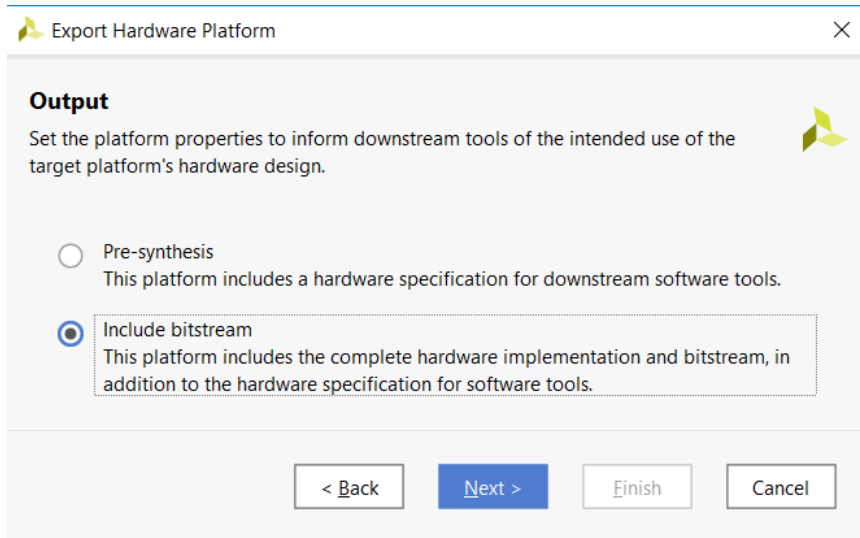 Export Hardware Platform
Output
Set the platform properties to inform downstream tools of the intended use of the
target platform's hardware design.
Pre-synthesis
This platform includes a hardware specification for downstream software tools.
Include bitstream
This platform includes the complete hardware implementation and bitstream, in
addition to the hardware specification for software tools.
< Back Next > Finish Cancel